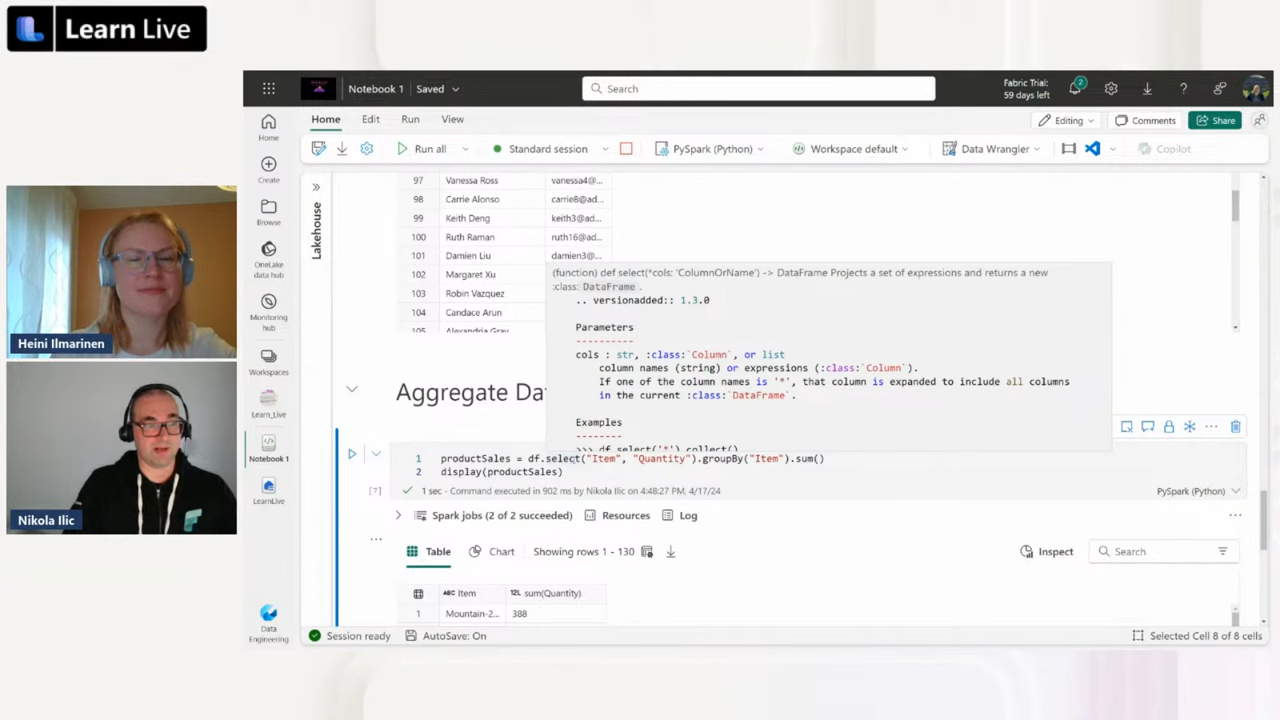 Learn Live
Notebook 1 Saved
Search
Fabric Trial:
59 days left
2
?
Home Edit Run View
Editing Comments Share
Run all Standard session PySpark (Python) Workspace default Data Wrangler Copilot
Home
Create
Browse
OneLake
data hub
Monitoring
hub
Workspaces
Learn_Live
Notebook 1
LearnLive
Data
Engineering
Lakehouse
97 Vanessa Ross vanessa4@...
98 Carrie Alonso carrie8@ad...
99 Keith Deng keith3@ad...
100 Ruth Raman ruth16@ad...
101 Damien Liu damien3@...
102 Margaret Xu
103 Robin Vazquez
104 Candace Arun
105 Alexandria Gray
(function) def select(*cols: 'ColumnOrName') -> DataFrame Projects a set of expressions and returns a new
:class: DataFrame .
.. versionadded:: 1.3.0
Parameters
----------
cols : str, :class:`Column`, or list
column names (string) or expressions (:class:`Column`).
If one of the column names is '*', that column is expanded to include all columns
in the current :class:`DataFrame`.
Examples
--------
>>> df.select('*').collect()
Aggregate Da
1 productSales = df.select("Item", "Quantity").groupBy("Item").sum()
2 display(productSales)
[7] 1 sec - Command executed in 902 ms by Nikola Ilic on 4:48:27 PM, 4/17/24 PySpark (Python)
Spark jobs (2 of 2 succeeded) Resources Log
Table Chart Showing rows 1 - 130 Inspect Search
ABC Item 12L sum(Quantity)
1 Mountain-2... 388
Session ready AutoSave: On Selected Cell 8 of 8 cells
Heini Ilmarinen
Nikola Ilic